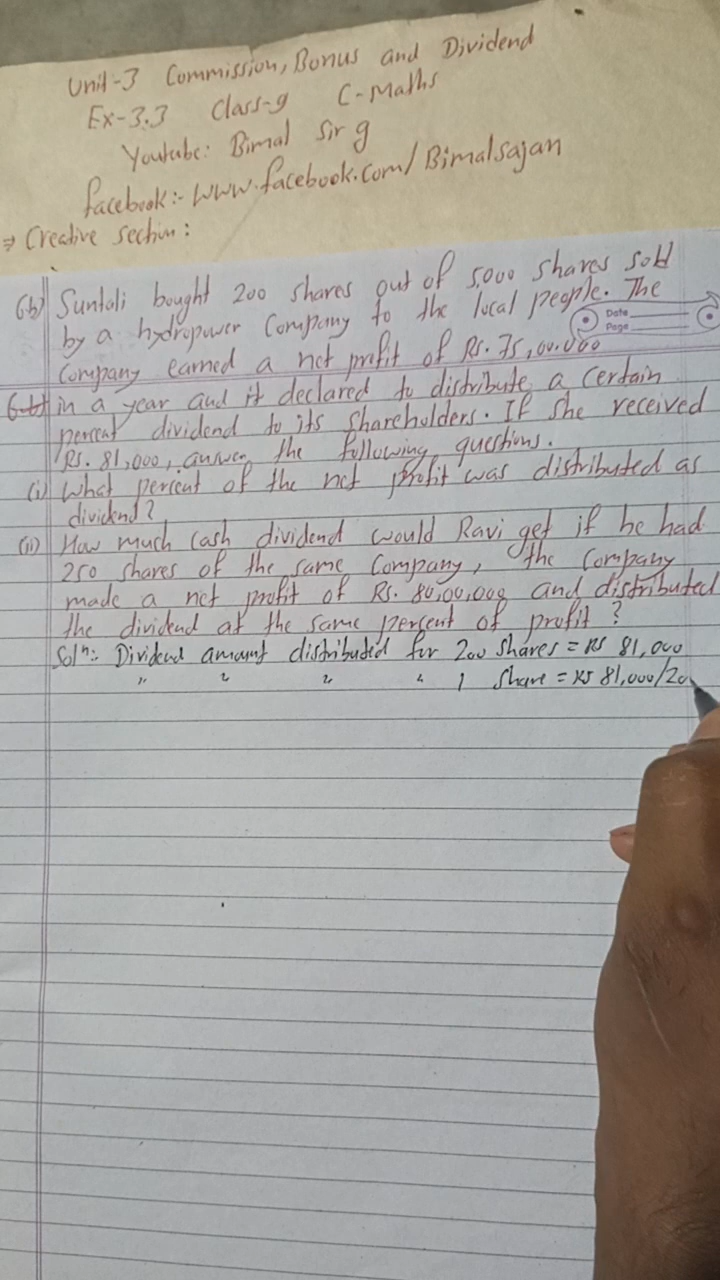 Unit-3 Commission, Bonus and Dividend
Ex-3.3 Class-9 C-Maths
Youtube: Bimal Sir g
facebook:- www.facebook.com/Bimalsajan
⇒ Creative section:
6b) Suntali bought 200 shares out of 5,000 shares sold
by a hydropower Company to the local people. The
Date
Page
Company earned a net profit of Rs. 75,00,000
in a year and it declared to distribute a certain
percent dividend to its shareholders. If she received
Rs. 81,000, answer the following questions.
(i) What percent of the net profit was distributed as
dividend?
(ii) How much cash dividend would Ravi get if he had
250 shares of the same Company, the Company
made a net profit of Rs. 80,00,000 and distributed
the dividend at the same percent of profit?
Solⁿ: Dividend amount distributed for 200 shares = Rs 81,000
" " " " 1 share = Rs 81,000/20